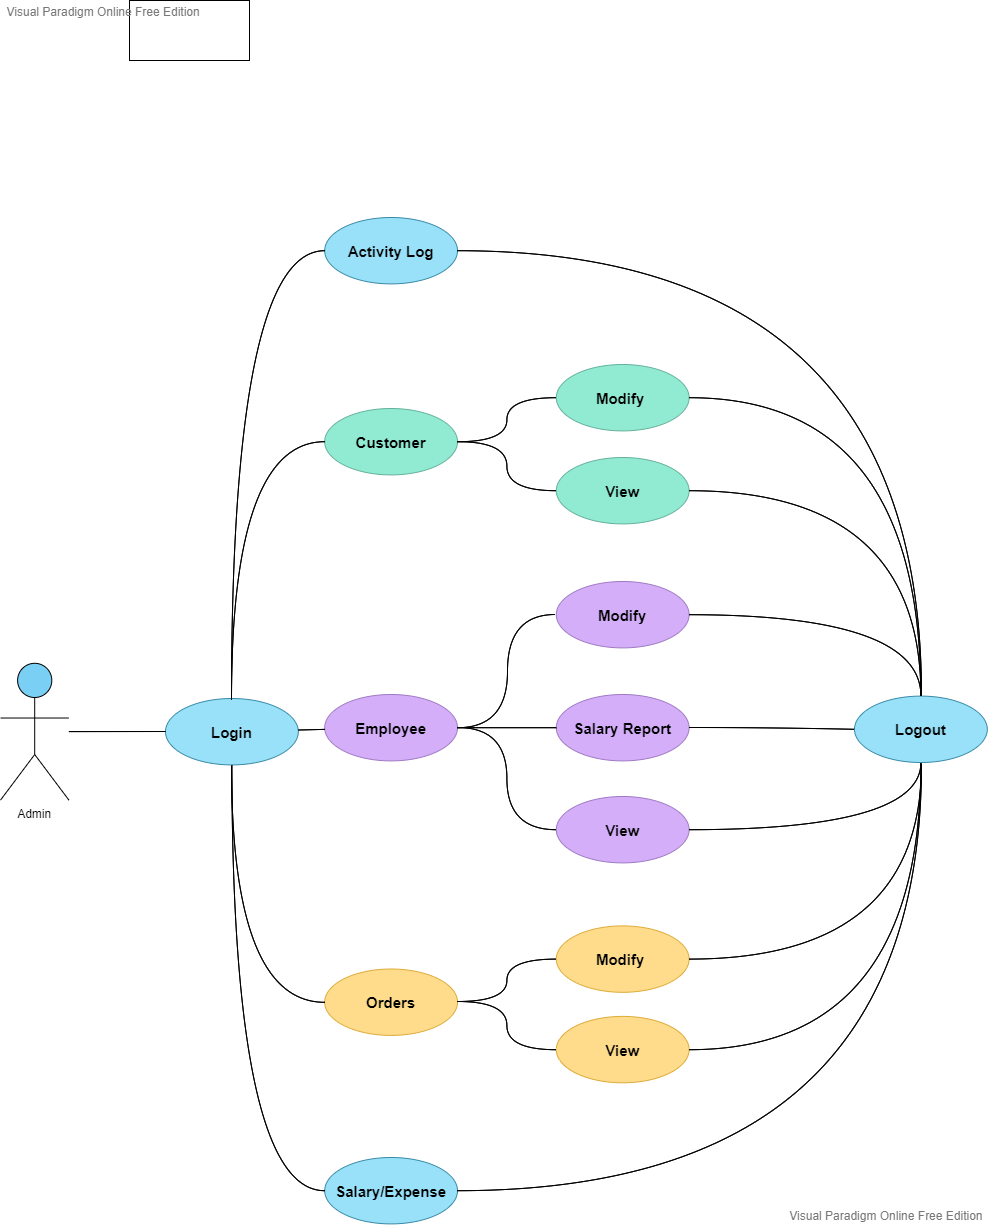 Visual Paradigm Online Free Edition
Activity Log
Modify
Customer
View
Modify
Login
Employee
Salary Report
Logout
Admin
View
Modify
Orders
View
Salary/Expense
Visual Paradigm Online Free Edition